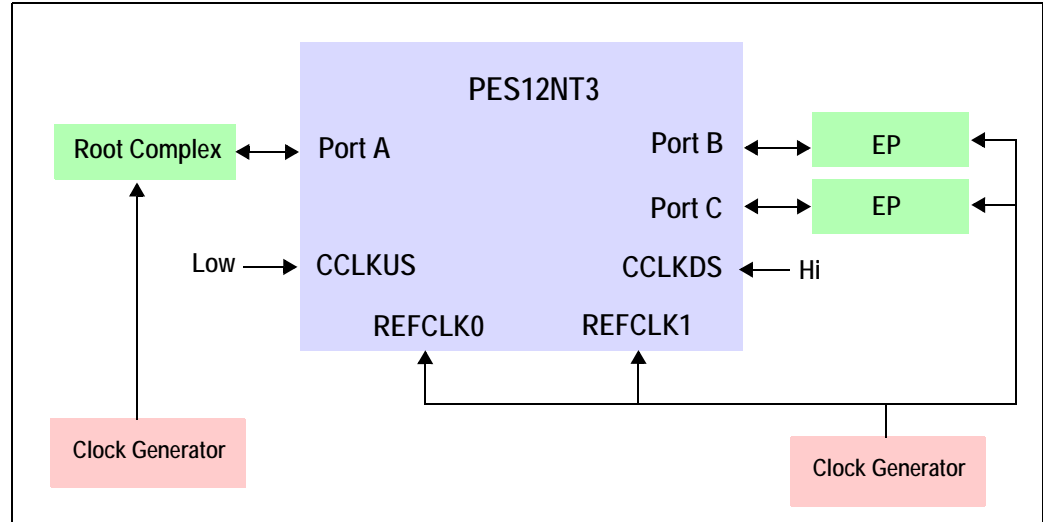 PES12NT3
Root Complex
Port A
Port B
EP
Port C
EP
Low
CCLKUS
CCLKDS
Hi
REFCLK0
REFCLK1
Clock Generator
Clock Generator